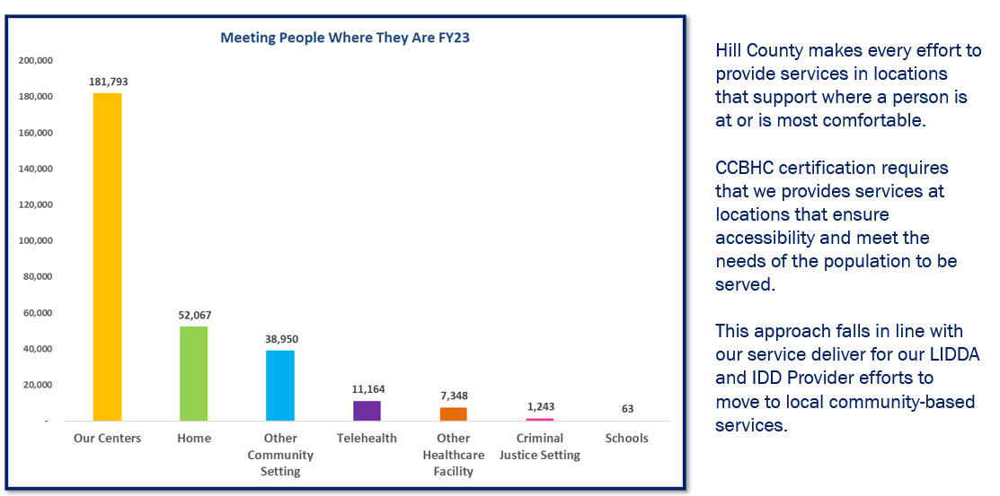 Meeting People Where They Are FY23
200,000
180,000
160,000
140,000
120,000
100,000
80,000
60,000
40,000
20,000
-
181,793
52,067
38,950
11,164
7,348
1,243
63
Our Centers
Home
Other
Community
Setting
Telehealth
Other
Healthcare
Facility
Criminal
Justice Setting
Schools
Hill County makes every effort to
provide services in locations
that support where a person is
at or is most comfortable.
CCBHC certification requires
that we provides services at
locations that ensure
accessibility and meet the
needs of the population to be
served.
This approach falls in line with
our service deliver for our LIDDA
and IDD Provider efforts to
move to local community-based
services.